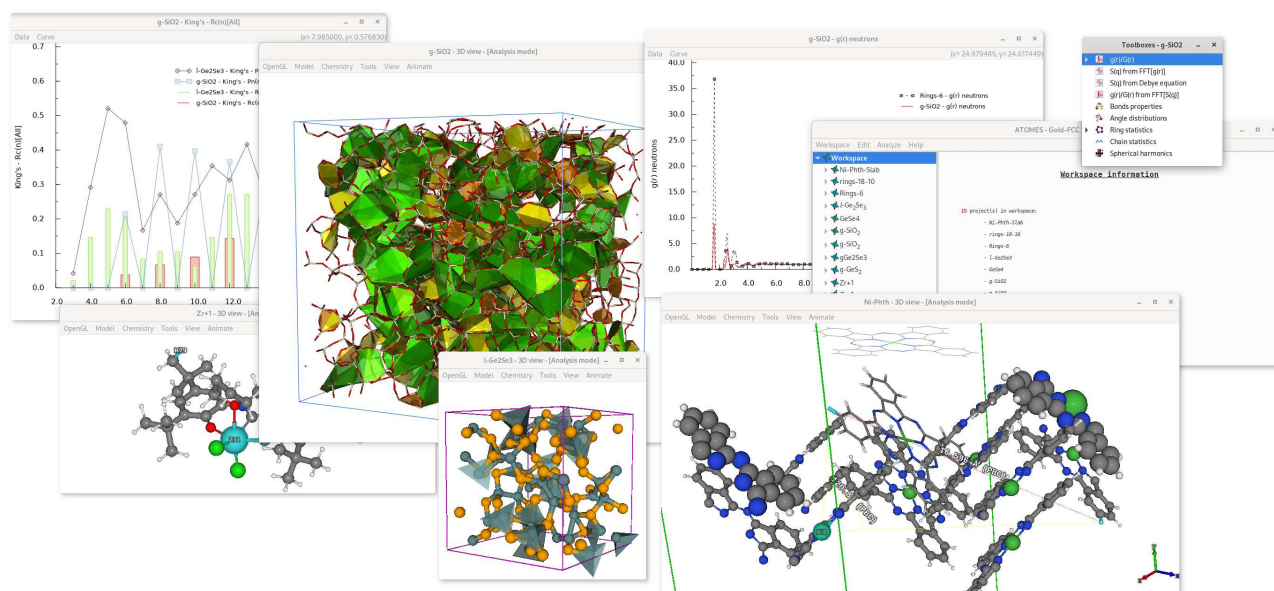 g-SiO2 - King's - Rc(n)[All]
Data Curve
(x= 7.985000, y= 0.576830)
0.7
0.6
0.5
0.4
0.3
0.2
0.1
0.0
King's - Rc(n)[All]
l-Ge2Se3 - King's - P
g-SiO2 - King's - Pn(
l-Ge2Se3 - King's - R
g-SiO2 - King's - Rc(
2.0 4.0 6.0 8.0 10.0 12.0
g-SiO2 - 3D view - [Analysis mode]
OpenGL Model Chemistry Tools View Animate
g-SiO2 - g(r) neutrons
Data Curve
(x= 24.979485, y= 24.617449)
40.0
35.0
30.0
25.0
20.0
15.0
10.0
5.0
0.0
g(r) neutrons
Rings-6 - g(r) neutrons
g-SiO2 - g(r) neutrons
2.0 4.0 6.0 8.0
Toolboxes - g-SiO2
g(r)/G(r)
S(q) from FFT[g(r)]
S(q) from Debye equation
g(r)/G(r) from FFT[S(q)]
Bonds properties
Angle distributions
Ring statistics
Chain statistics
Spherical harmonics
ATOMES - Gold-FCC
Workspace Edit Analyze Help
Workspace
Ni-Phth-Slab
rings-18-10
Rings-6
l-Ge2Se3
GeSe4
g-SiO2
g-SiO2
gGe2Se3
g-GeS2
Zr+1
Workspace information
15 project(s) in workspace:
- Ni-Phth-Slab
- rings-18-10
- Rings-6
- l-Ge2Se3
- GeSe4
- g-SiO2
- g-SiO2
Zr+1 - 3D view - [An
OpenGL Model Chemistry Tools View Animate
H79
Zr1
l-Ge2Se3 - 3D view - [Analysis mode]
OpenGL Model Chemistry Tools View Animate
Ni-Phth - 3D view - [Analysis mode]
OpenGL Model Chemistry Tools View Animate
(PBC)
(PBC)